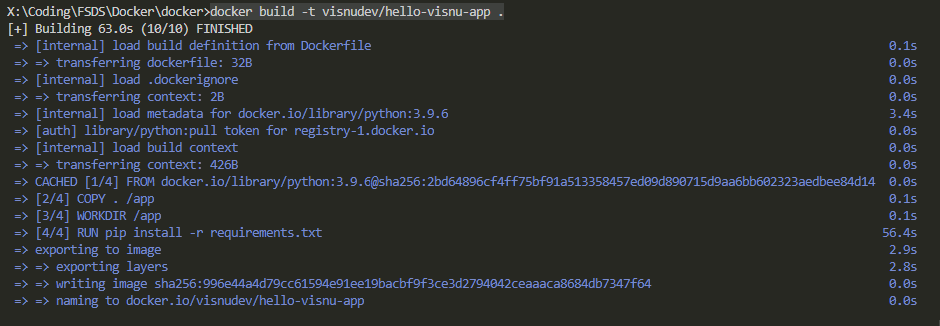 X:\Coding\FSDS\Docker\docker>docker build -t visnudev/hello-visnu-app .
[+] Building 63.0s (10/10) FINISHED
=> [internal] load build definition from Dockerfile 0.1s
=> => transferring dockerfile: 32B 0.0s
=> [internal] load .dockerignore 0.0s
=> => transferring context: 2B 0.0s
=> [internal] load metadata for docker.io/library/python:3.9.6 3.4s
=> [auth] library/python:pull token for registry-1.docker.io 0.0s
=> [internal] load build context 0.0s
=> => transferring context: 426B 0.0s
=> CACHED [1/4] FROM docker.io/library/python:3.9.6@sha256:2bd64896cf4ff75bf91a513358457ed09d890715d9aa6bb602323aedbee84d14 0.0s
=> [2/4] COPY . /app 0.1s
=> [3/4] WORKDIR /app 0.1s
=> [4/4] RUN pip install -r requirements.txt 56.4s
=> exporting to image 2.9s
=> => exporting layers 2.8s
=> => writing image sha256:996e44a4d79cc61594e91ee19bacbf9f3ce3d2794042ceaaaca8684db7347f64 0.0s
=> => naming to docker.io/visnudev/hello-visnu-app 0.0s